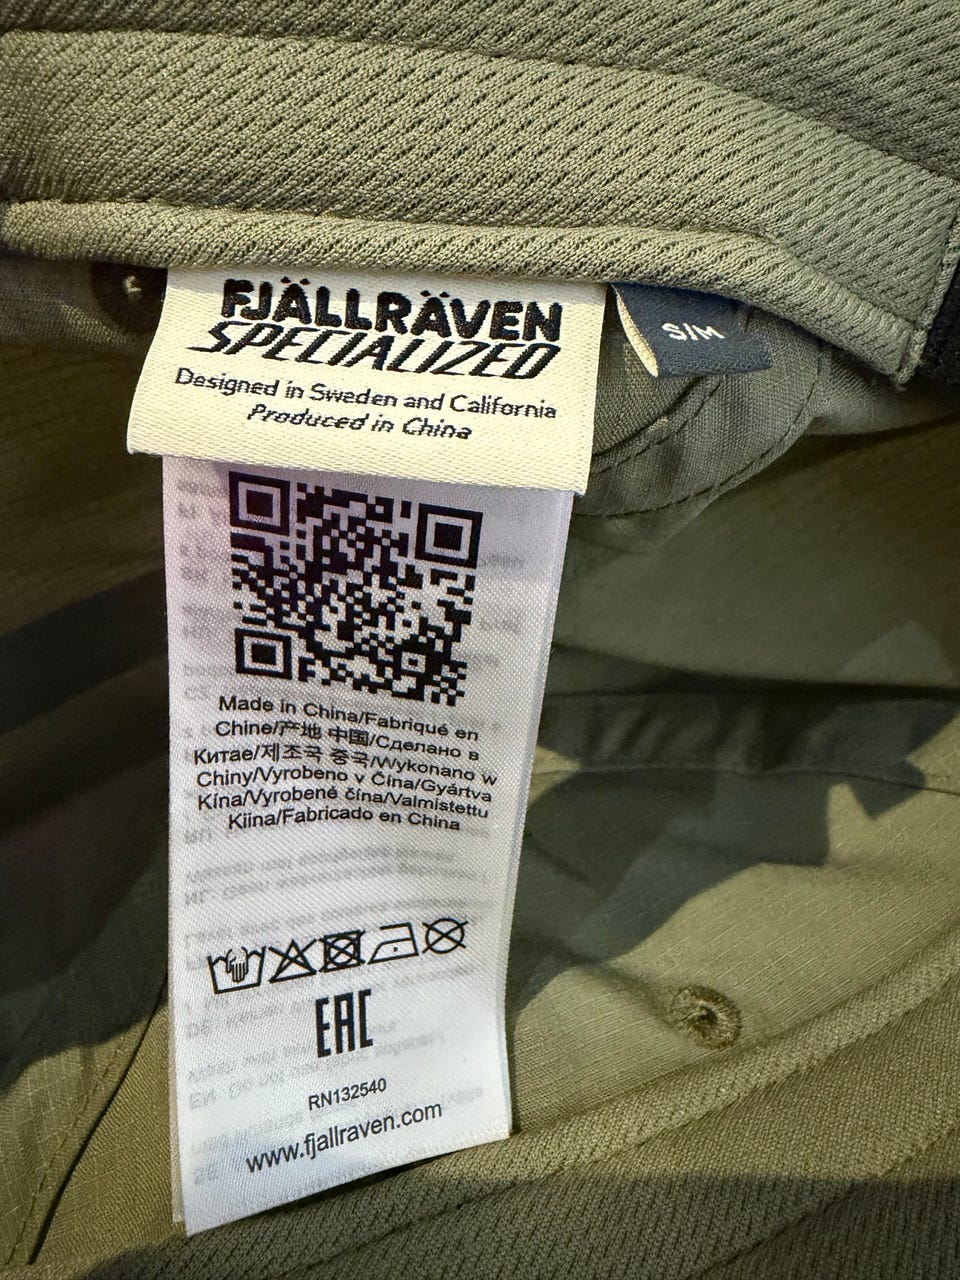 FJÄLLRÄVEN
SPECIALIZED
Designed in Sweden and California
Produced in China
S/M
Made in China/Fabriqué en
Chine/产地 中国/Сделано в
Китае/제조국 중국/Wykonano w
Chiny/Vyrobeno v Čína/Gyártva
Kína/Vyrobené čína/Valmistettu
Kiina/Fabricado en China
EAC
RN132540
www.fjallraven.com